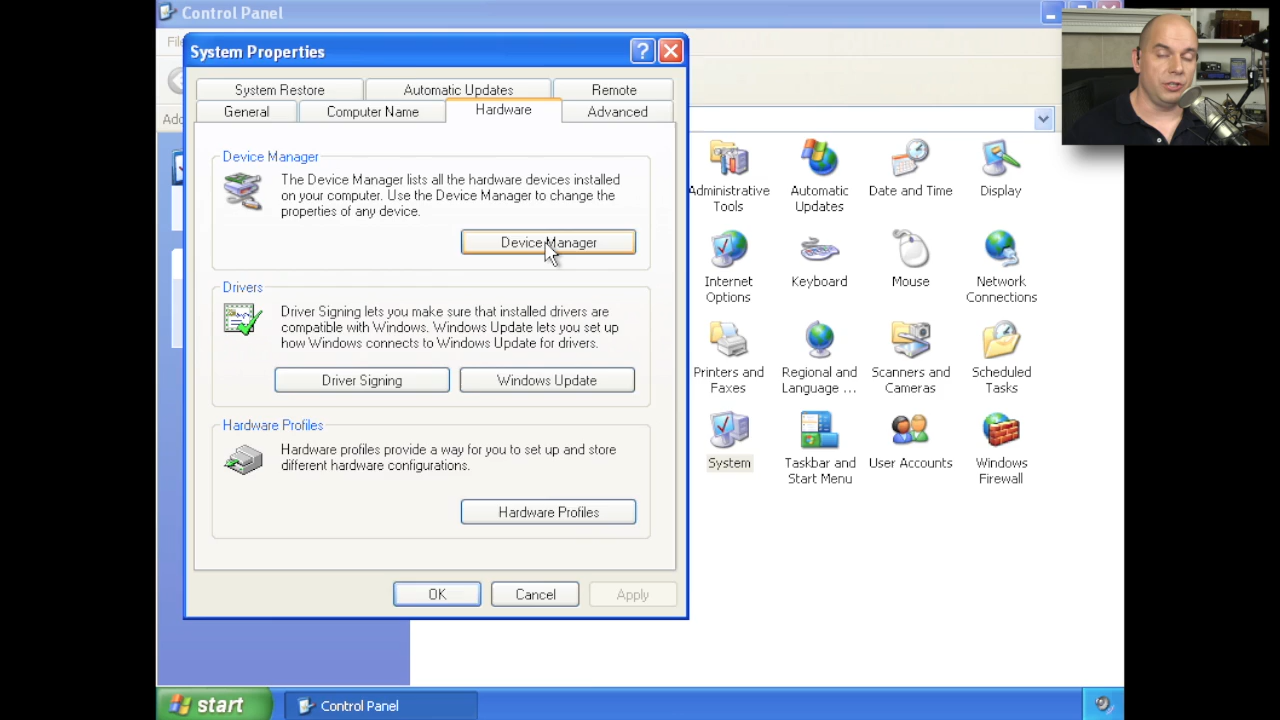 Control Panel
System Properties
System Restore
Automatic Updates
Remote
General
Computer Name
Hardware
Advanced
Device Manager
The Device Manager lists all the hardware devices installed
on your computer. Use the Device Manager to change the
properties of any device.
Device Manager
Drivers
Driver Signing lets you make sure that installed drivers are
compatible with Windows. Windows Update lets you set up
how Windows connects to Windows Update for drivers.
Driver Signing
Windows Update
Hardware Profiles
Hardware profiles provide a way for you to set up and store
different hardware configurations.
Hardware Profiles
OK
Cancel
Apply
Administrative
Tools
Automatic
Updates
Date and Time
Display
Internet
Options
Keyboard
Mouse
Network
Connections
Printers and
Faxes
Regional and
Language ...
Scanners and
Cameras
Scheduled
Tasks
System
Taskbar and
Start Menu
User Accounts
Windows
Firewall
start
Control Panel